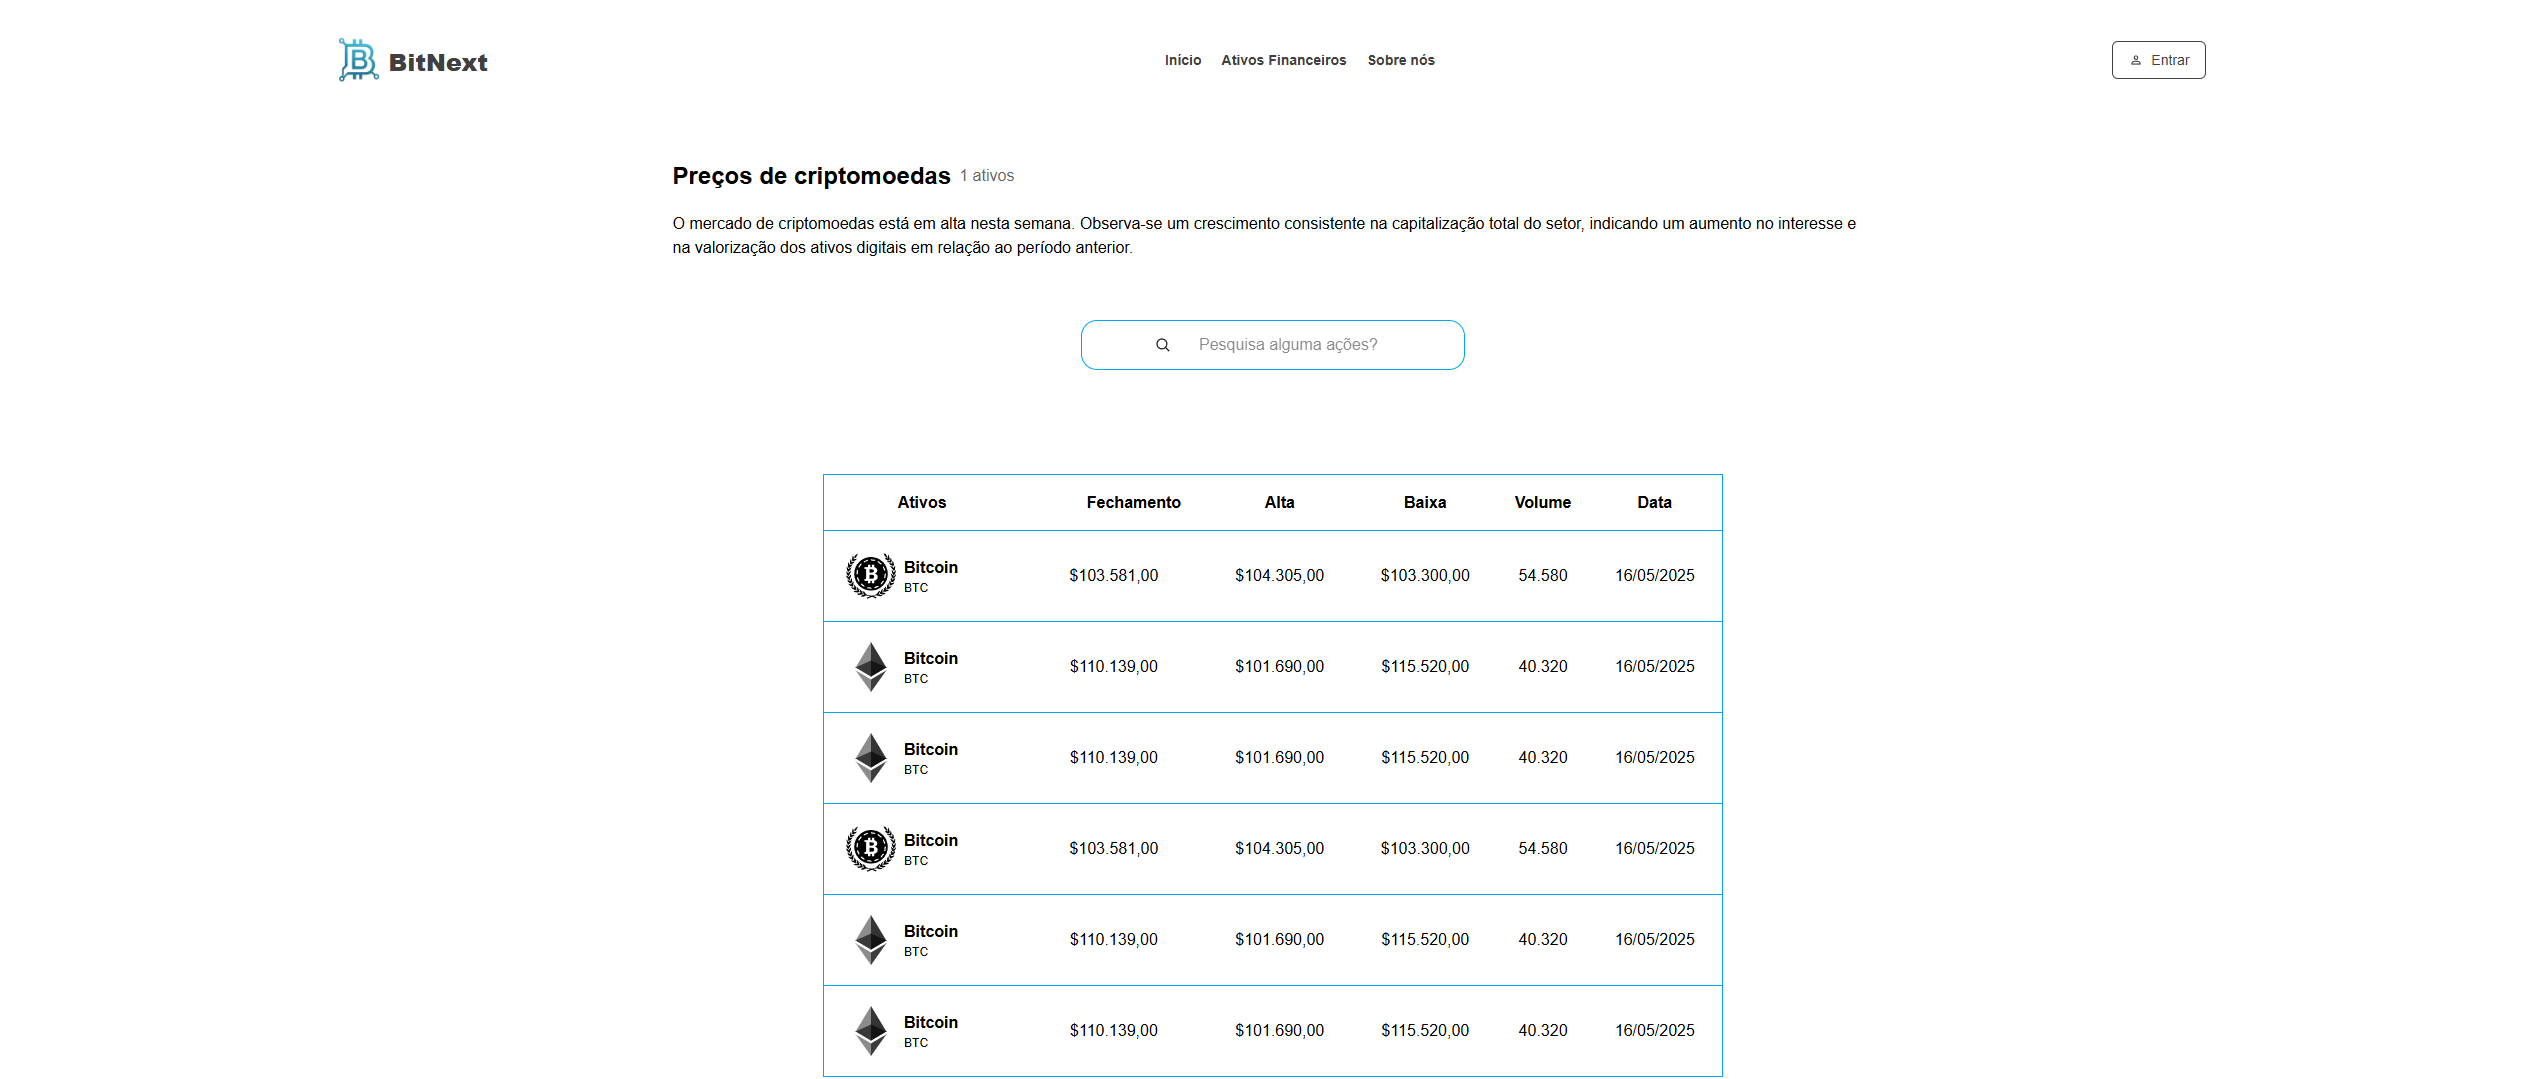 BitNext
Início Ativos Financeiros Sobre nós
Entrar
Preços de criptomoedas 1 ativos
O mercado de criptomoedas está em alta nesta semana. Observa-se um crescimento consistente na capitalização total do setor, indicando um aumento no interesse e
na valorização dos ativos digitais em relação ao período anterior.
Pesquisa alguma ações?
Ativos Fechamento Alta Baixa Volume Data
Bitcoin
BTC
$103.581,00 $104.305,00 $103.300,00 54.580 16/05/2025
Bitcoin
BTC
$110.139,00 $101.690,00 $115.520,00 40.320 16/05/2025
Bitcoin
BTC
$110.139,00 $101.690,00 $115.520,00 40.320 16/05/2025
Bitcoin
BTC
$103.581,00 $104.305,00 $103.300,00 54.580 16/05/2025
Bitcoin
BTC
$110.139,00 $101.690,00 $115.520,00 40.320 16/05/2025
Bitcoin
BTC
$110.139,00 $101.690,00 $115.520,00 40.320 16/05/2025